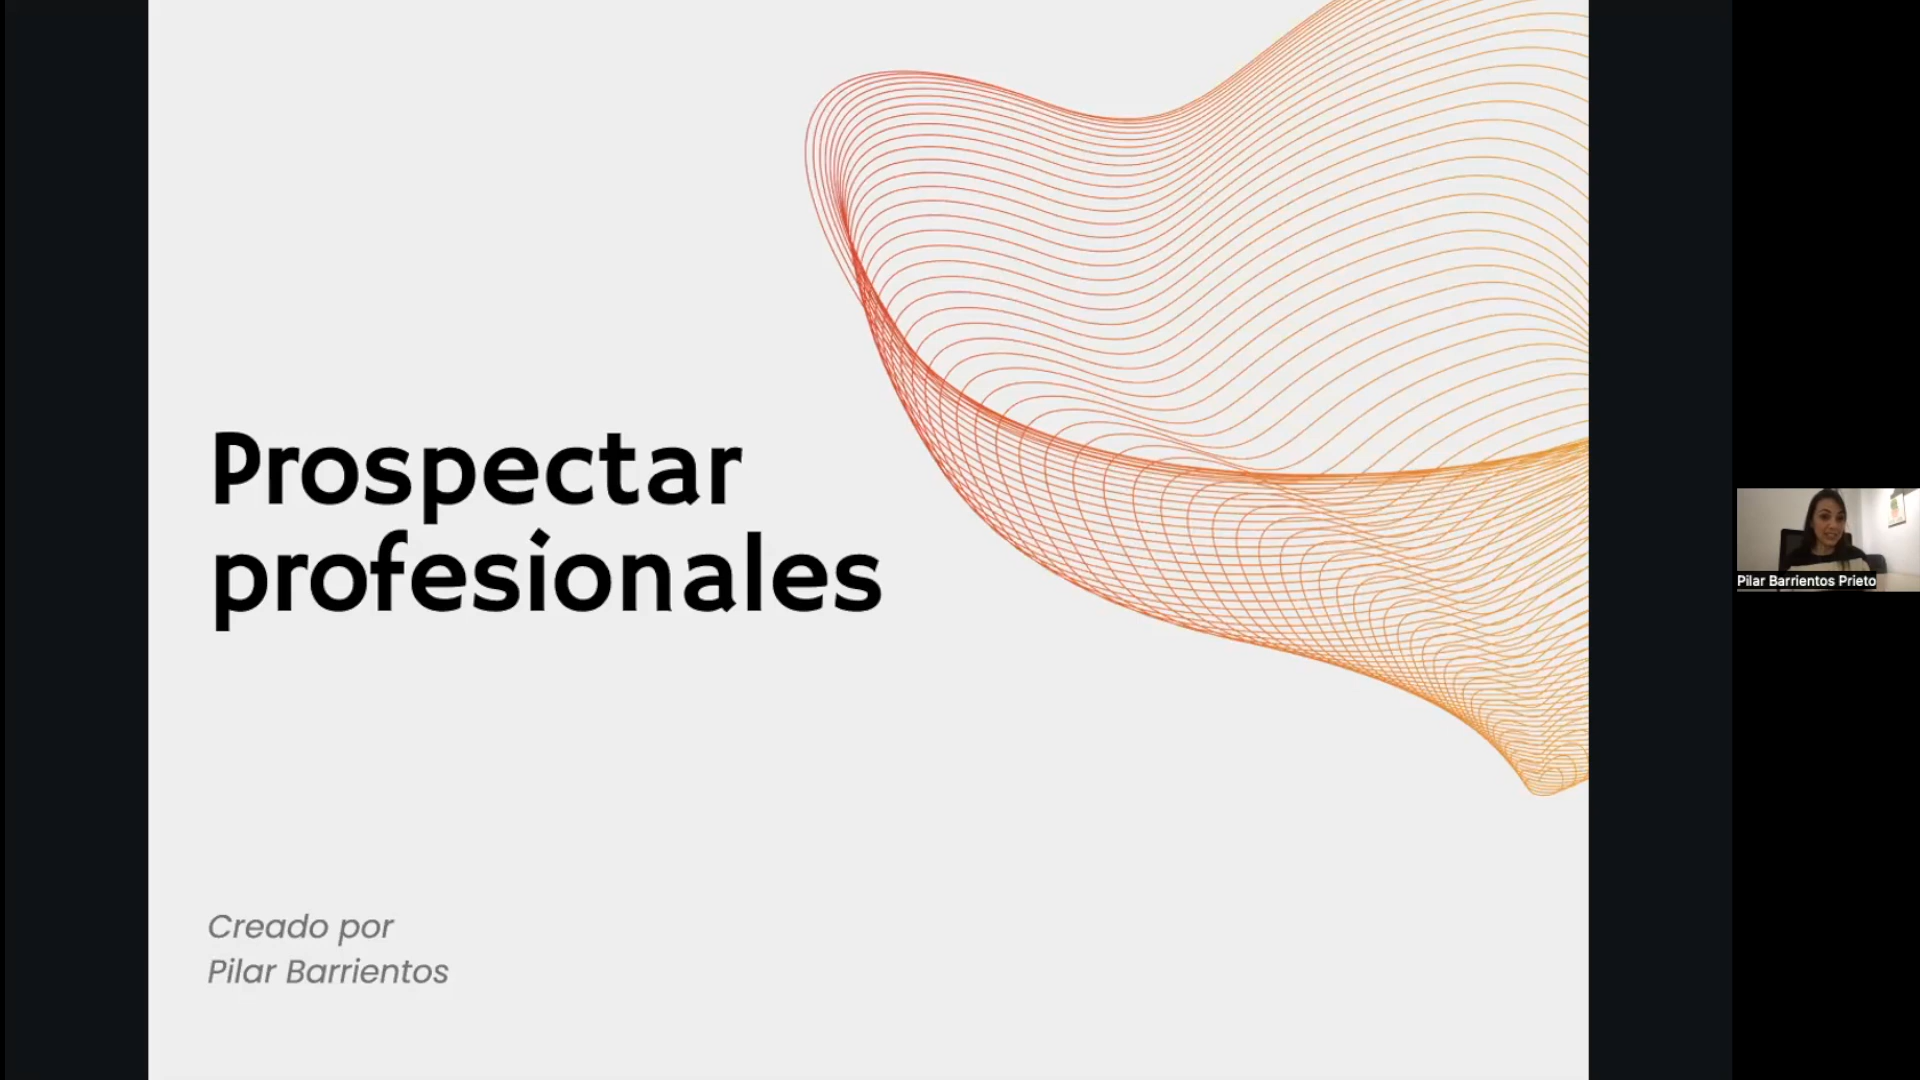 Prospectar
profesionales
Creado por
Pilar Barrientos
Pilar Barrientos Prieto